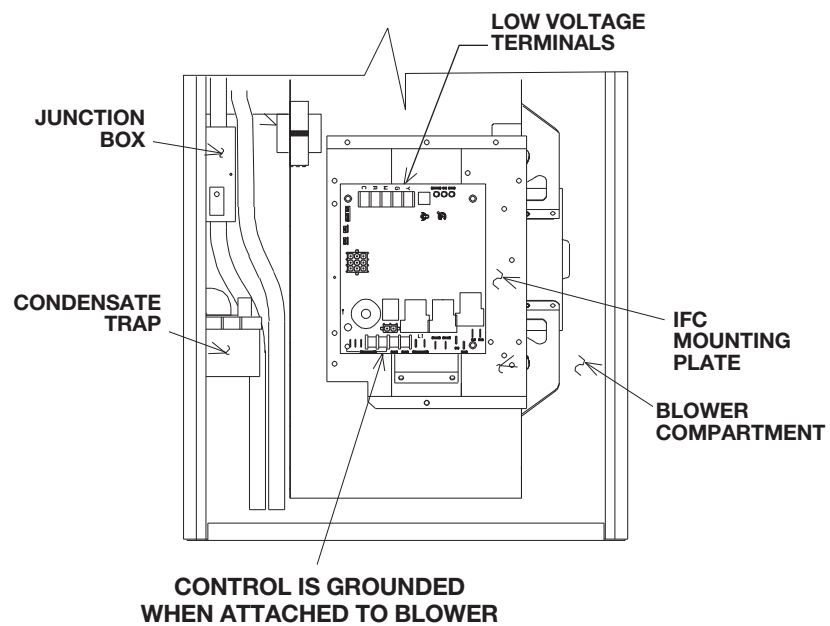 LOW VOLTAGE
TERMINALS
JUNCTION
BOX
C R W G Y
CONDENSATE
TRAP
L1
IFC
MOUNTING
PLATE
BLOWER
COMPARTMENT
CONTROL IS GROUNDED
WHEN ATTACHED TO BLOWER